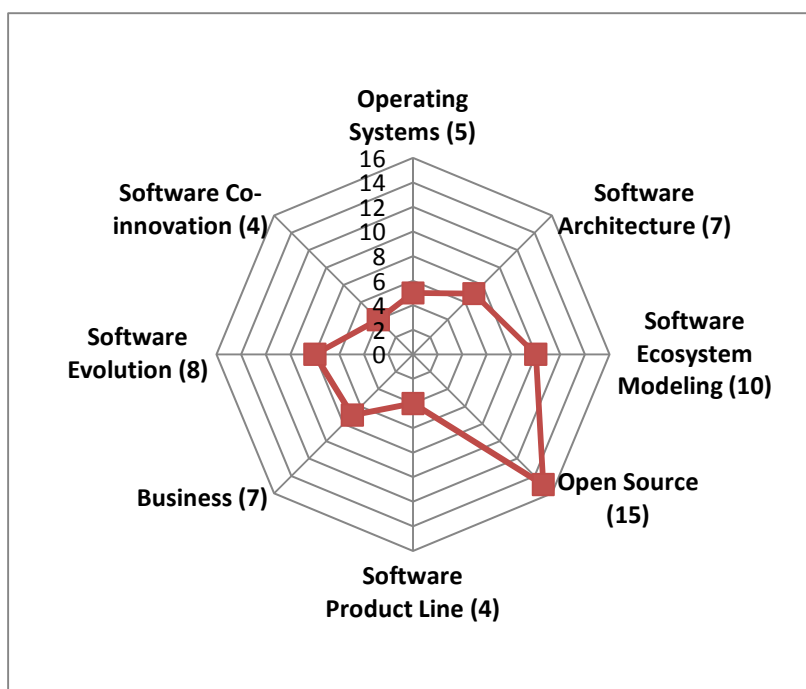 Operating
Systems (5)
16
14
12
10
8
6
4
2
0
Software
Architecture (7)
Software
Ecosystem
Modeling (10)
Open Source
(15)
Software
Product Line (4)
Business (7)
Software
Evolution (8)
Software Co-
innovation (4)